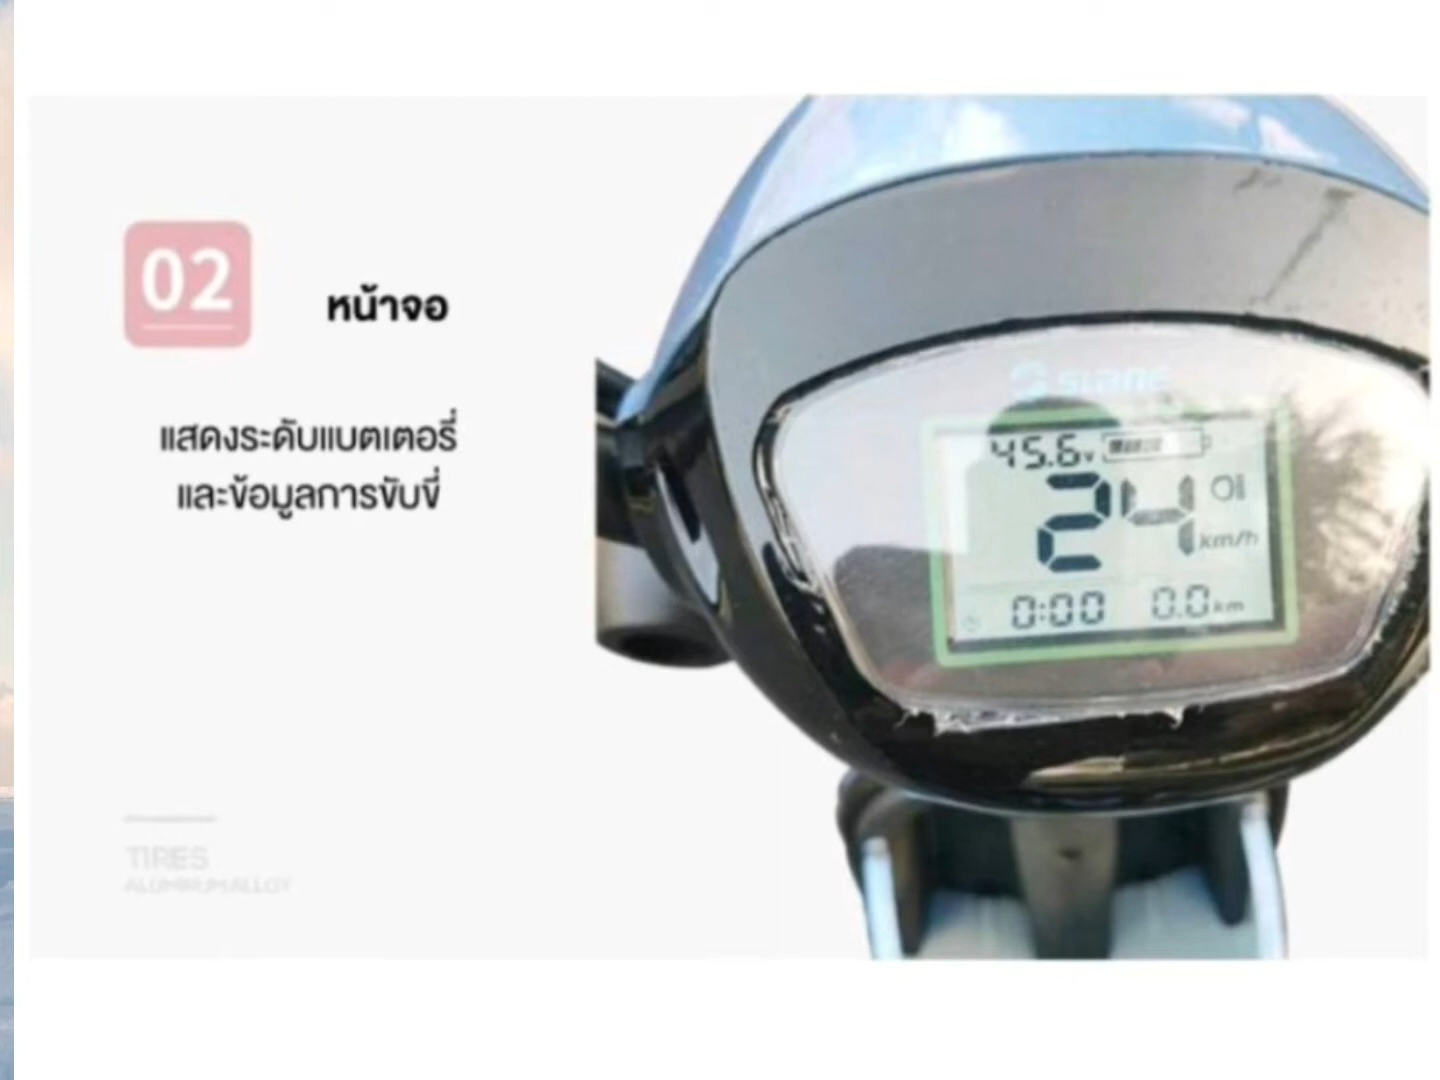 02
หน้าจอ
แสดงระดับแบตเตอรี่
และข้อมูลการขับขี่
45.6v
24
km/h
0:00 0.0km
TIRES
ALUMINUM ALLOY